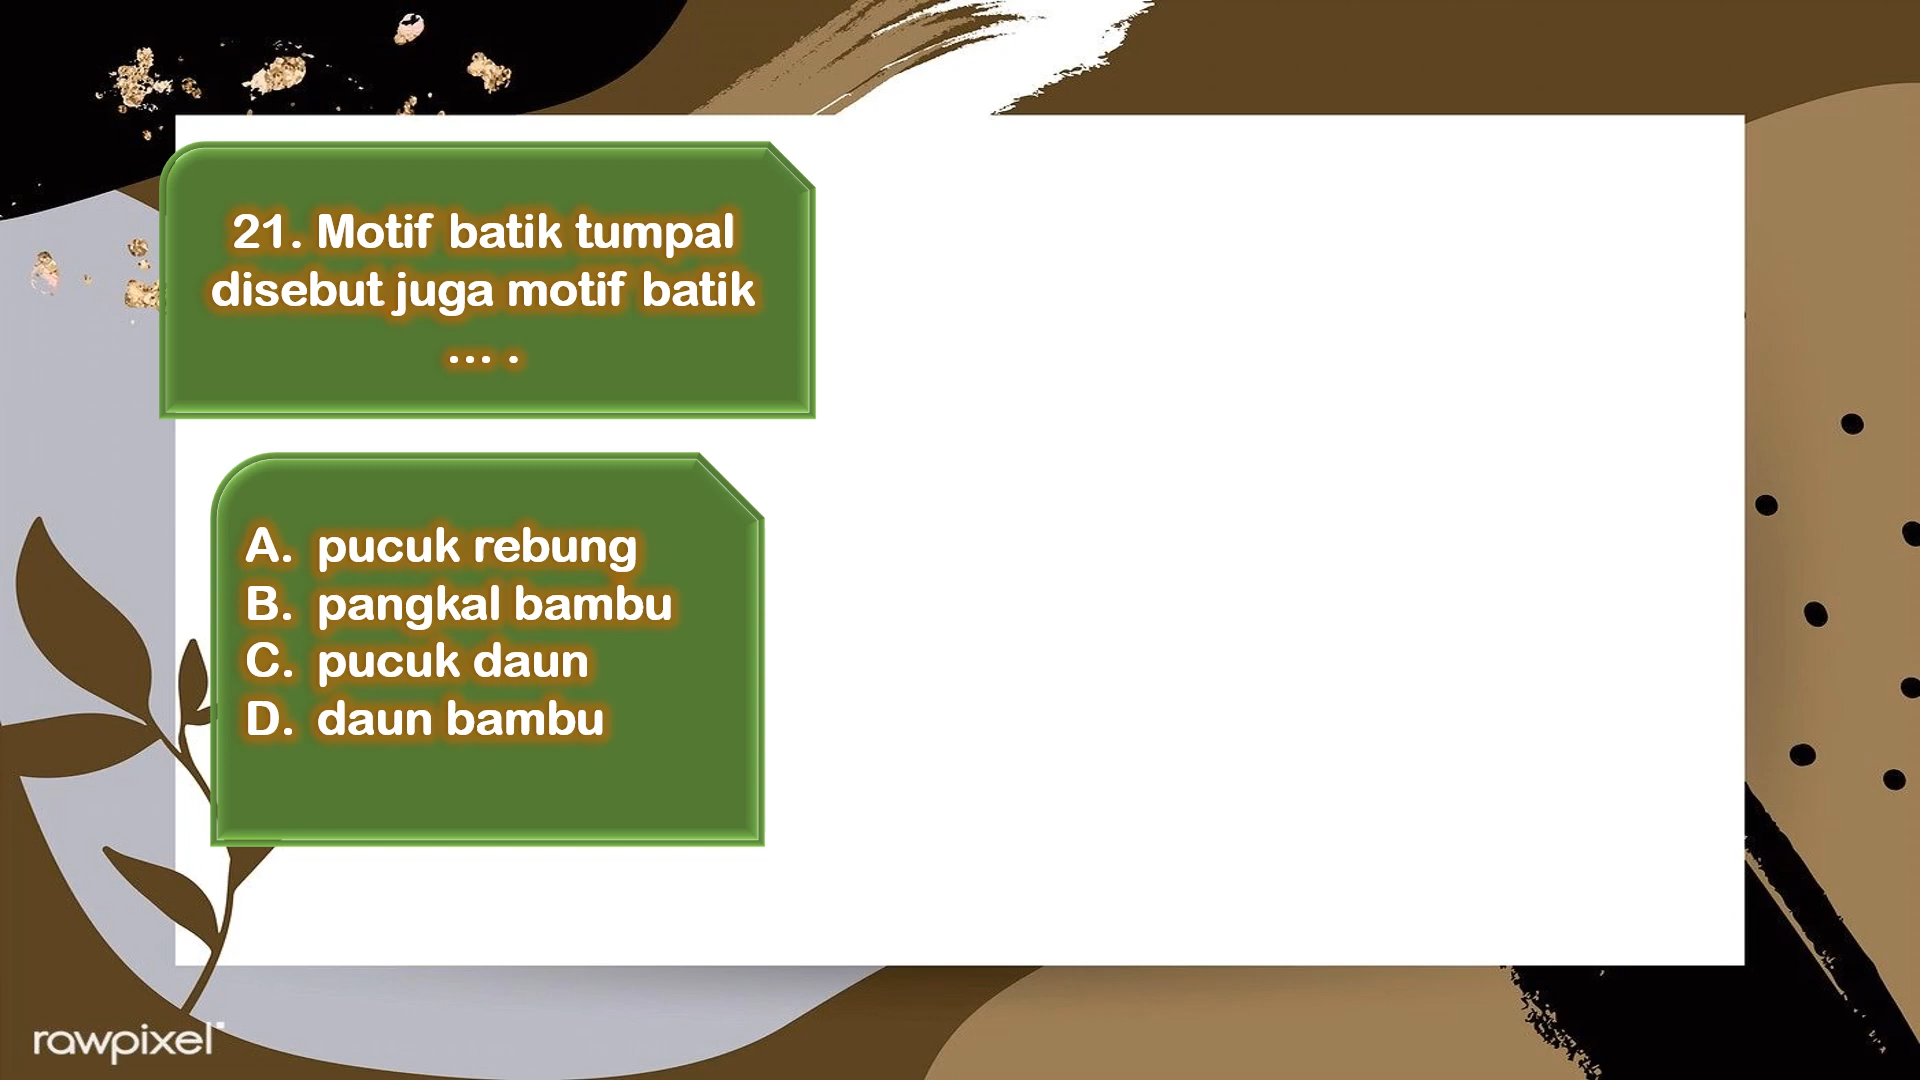 21. Motif batik tumpal
disebut juga motif batik
... .
A. pucuk rebung
B. pangkal bambu
C. pucuk daun
D. daun bambu
rawpixel